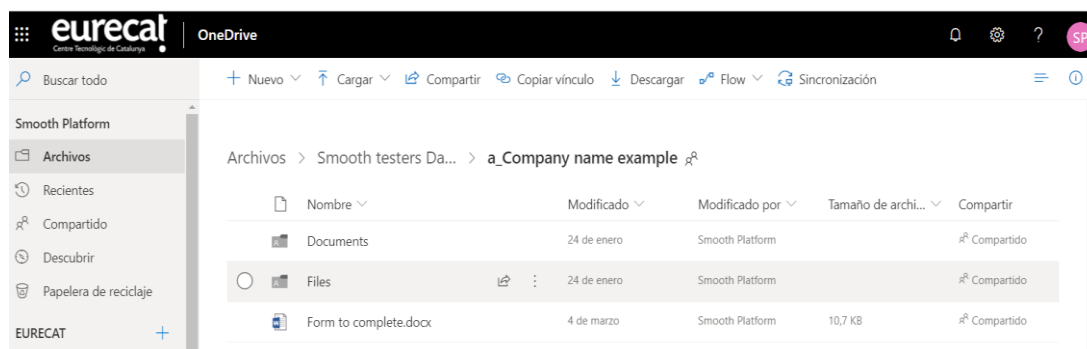 eurecat
Centre Tecnològic de Catalunya
OneDrive
?
SP
Buscar todo
Nuevo
Cargar
Compartir
Copiar vínculo
Descargar
Flow
Sincronización
Smooth Platform
Archivos
Recientes
Compartido
Descubrir
Papelera de reciclaje
EURECAT
+
Archivos > Smooth testers Da... > a_Company name example
Nombre Modificado Modificado por Tamaño de archi... Compartir
Documents 24 de enero Smooth Platform Compartido
Files 24 de enero Smooth Platform Compartido
Form to complete.docx 4 de marzo Smooth Platform 10,7 KB Compartido